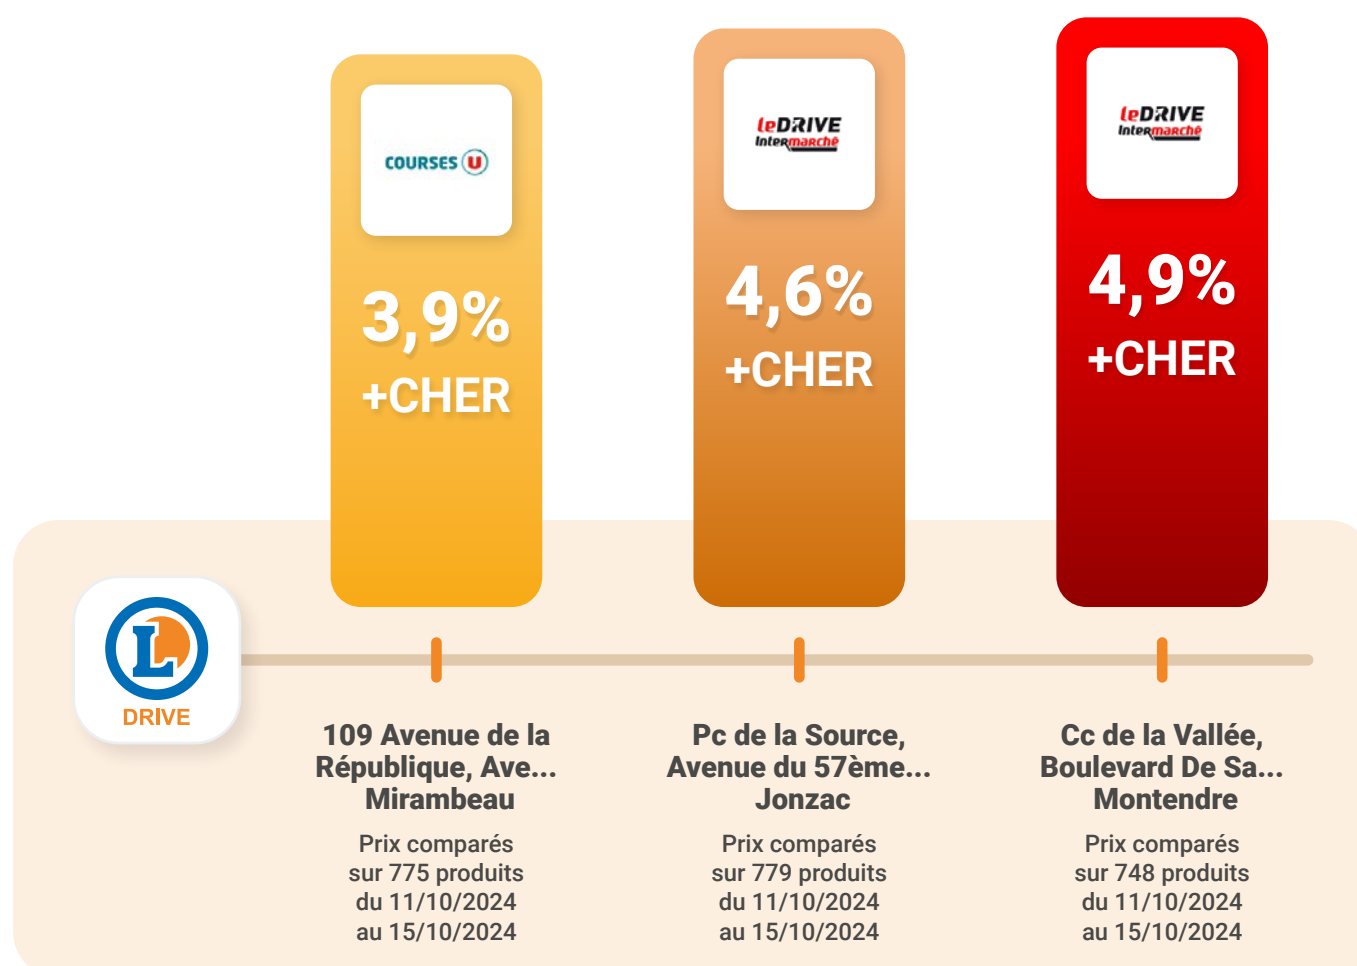 COURSES U
3,9%
+CHER
leDRIVE
Intermarché
4,6%
+CHER
leDRIVE
Intermarché
4,9%
+CHER
L
DRIVE
109 Avenue de la
République, Ave...
Mirambeau
Prix comparés
sur 775 produits
du 11/10/2024
au 15/10/2024
Pc de la Source,
Avenue du 57ème...
Jonzac
Prix comparés
sur 779 produits
du 11/10/2024
au 15/10/2024
Cc de la Vallée,
Boulevard De Sa...
Montendre
Prix comparés
sur 748 produits
du 11/10/2024
au 15/10/2024